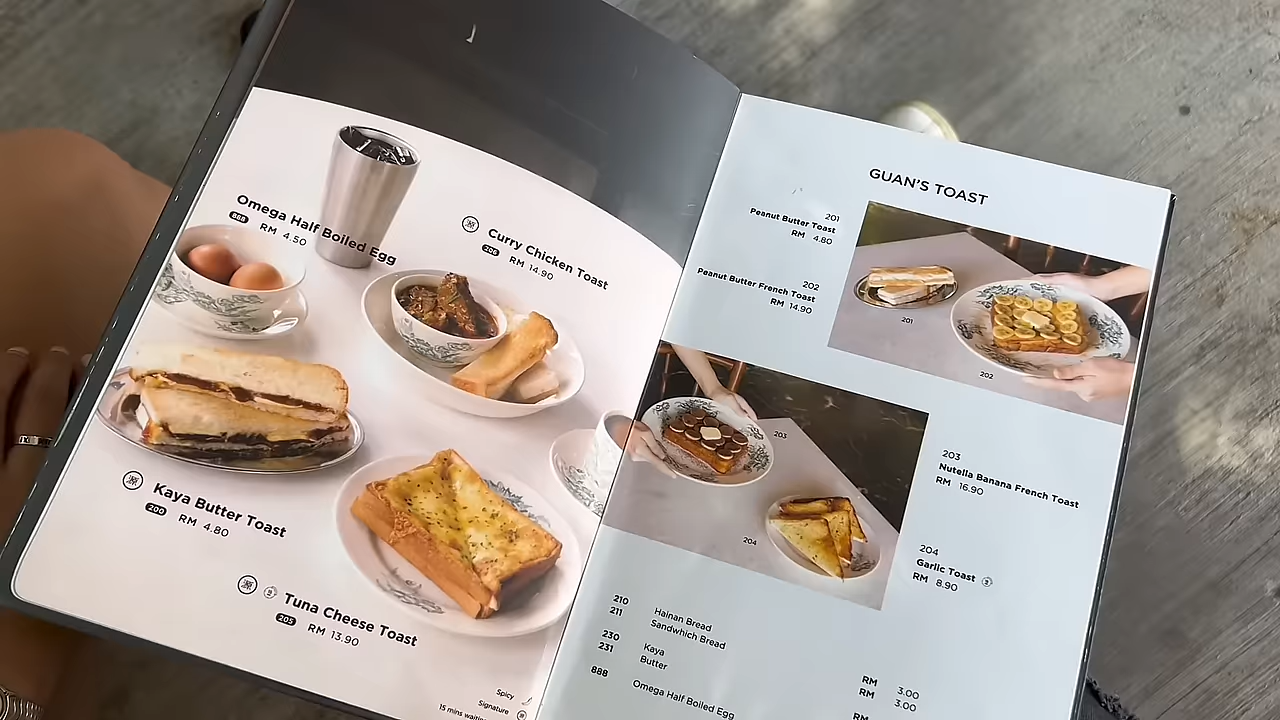 Omega Half Boiled Egg
888 RM 4.50
Curry Chicken Toast
206 RM 14.90
Kaya Butter Toast
200 RM 4.80
Tuna Cheese Toast
205 RM 13.90
Spicy
Signature
15 mins
GUAN'S TOAST
201
Peanut Butter Toast
RM 4.80
202
Peanut Butter French Toast
RM 14.90
201
202
203
204
203
Nutella Banana French Toast
RM 16.90
204
Garlic Toast
RM 8.90
210 Hainan Bread
211 Sandwhich Bread
230 Kaya RM 3.00
231 Butter RM 3.00
888 Omega Half Boiled Egg RM